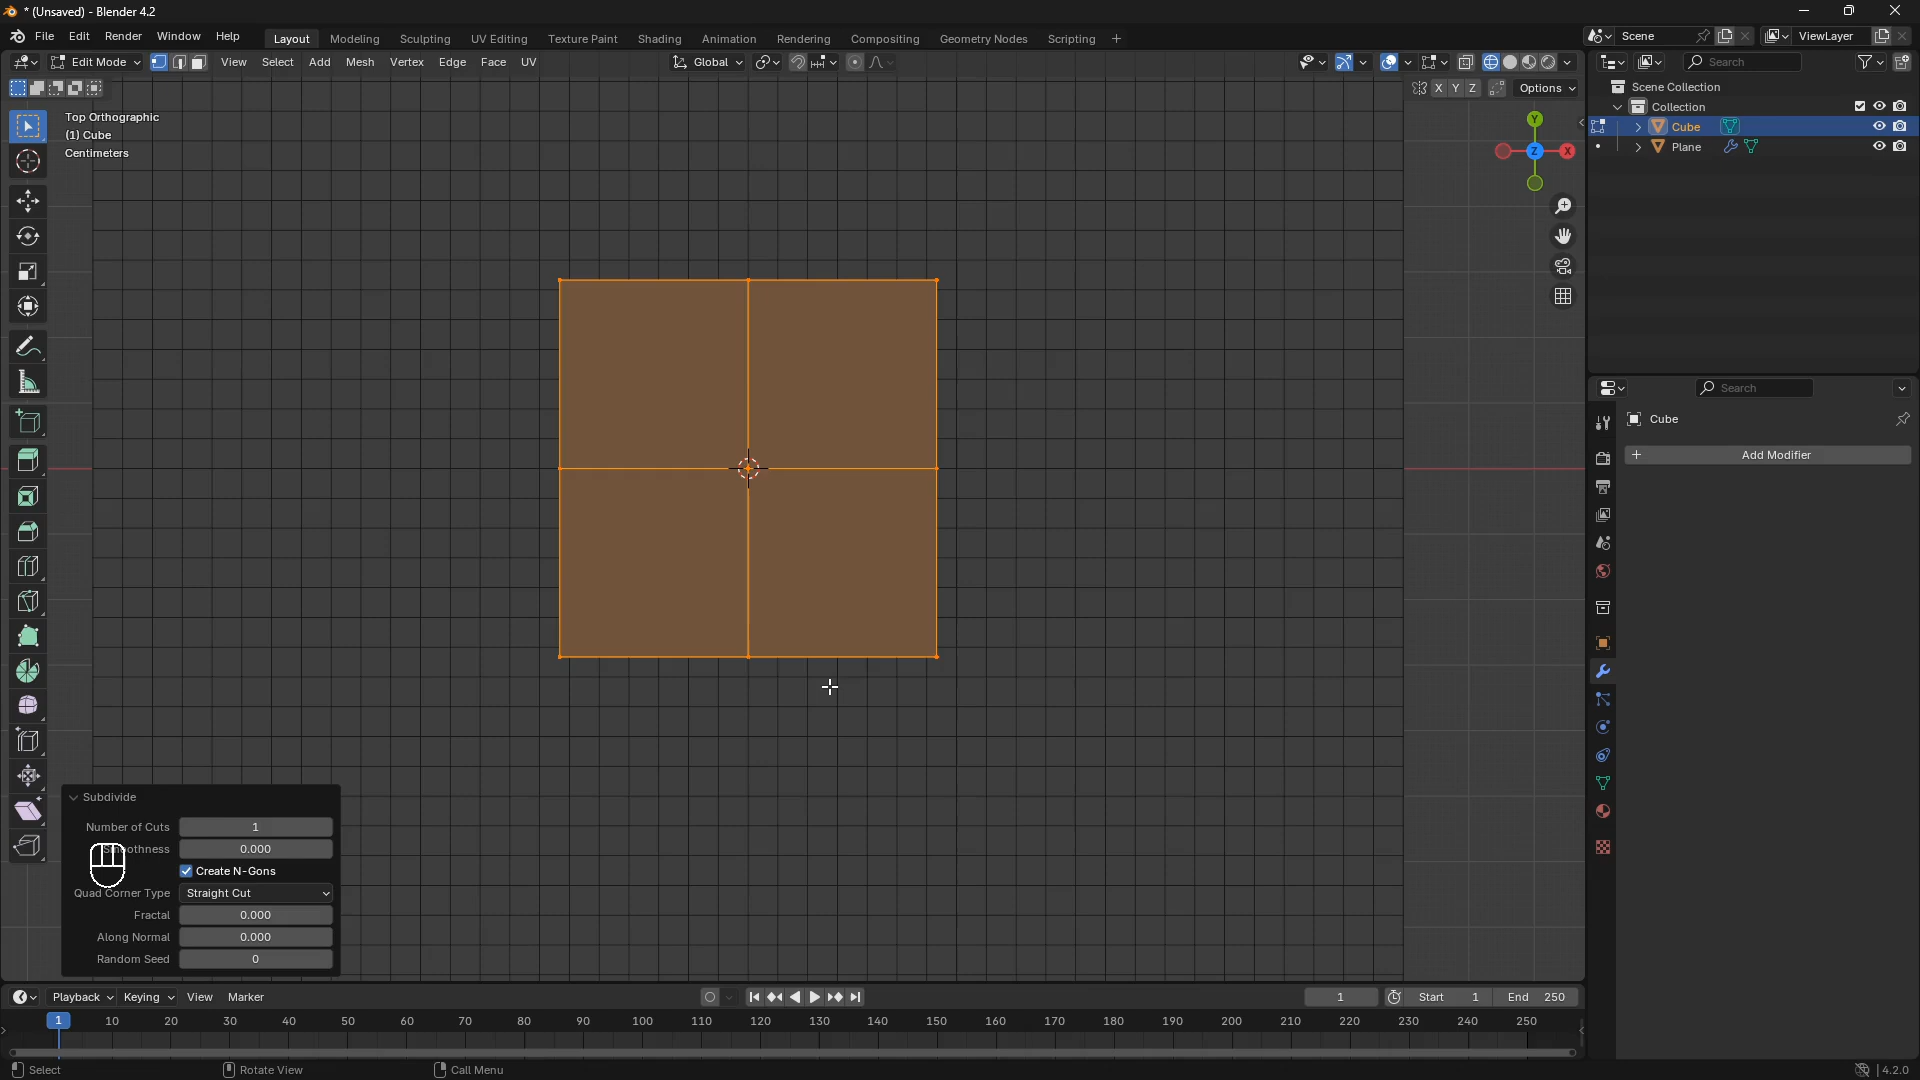 * (Unsaved) - Blender 4.2
File Edit Render Window Help
Layout Modeling Sculpting UV Editing Texture Paint Shading Animation Rendering Compositing Geometry Nodes Scripting +
Scene
ViewLayer
Edit Mode
View Select Add Mesh Vertex Edge Face UV
Global
Search
X Y Z
Options
Top Orthographic
(1) Cube
Centimeters
Y
Z
X
Scene Collection
Collection
Cube
Plane
Search
Cube
+ Add Modifier
Subdivide
Number of Cuts 1
Smoothness 0.000
Create N-Gons
Quad Corner Type Straight Cut
Fractal 0.000
Along Normal 0.000
Random Seed 0
Playback Keying View Marker
1
Start 1
End 250
1 10 20 30 40 50 60 70 80 90 100 110 120 130 140 150 160 170 180 190 200 210 220 230 240 250
Select
Rotate View
Call Menu
4.2.0